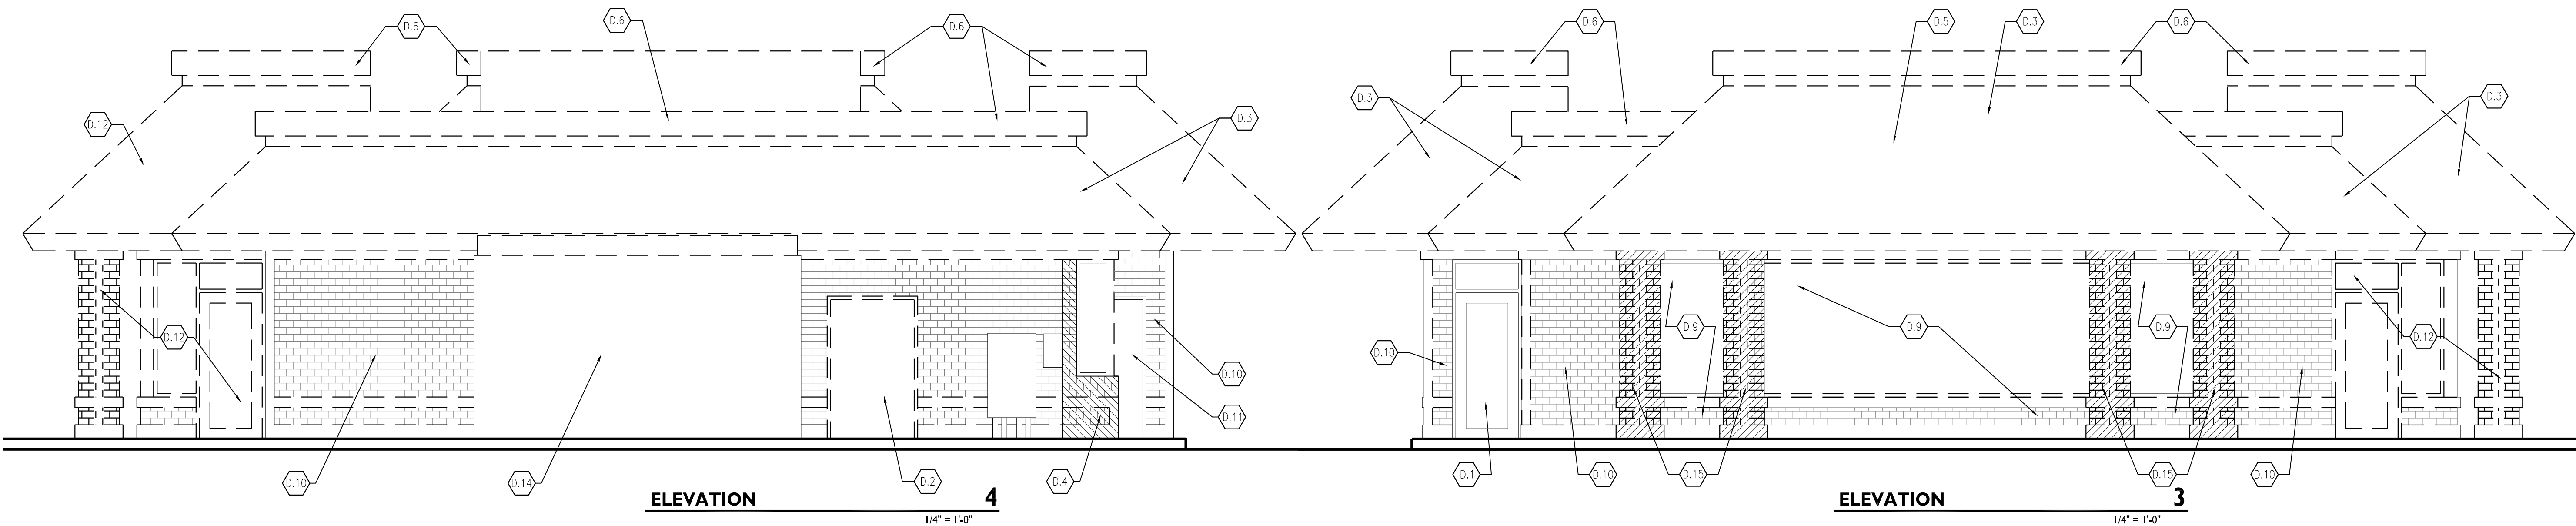 D.6
D.6
D.6
D.6
D.5
D.3
D.6
D.12
D.3
D.3
D.3
D.12
D.10
D.11
D.9
D.9
D.9
D.10
D.12
D.10
D.14
D.2
D.4
D.1
D.10
D.15
D.15
D.10
ELEVATION 4
1/4" = 1'-0"
ELEVATION 3
1/4" = 1'-0"